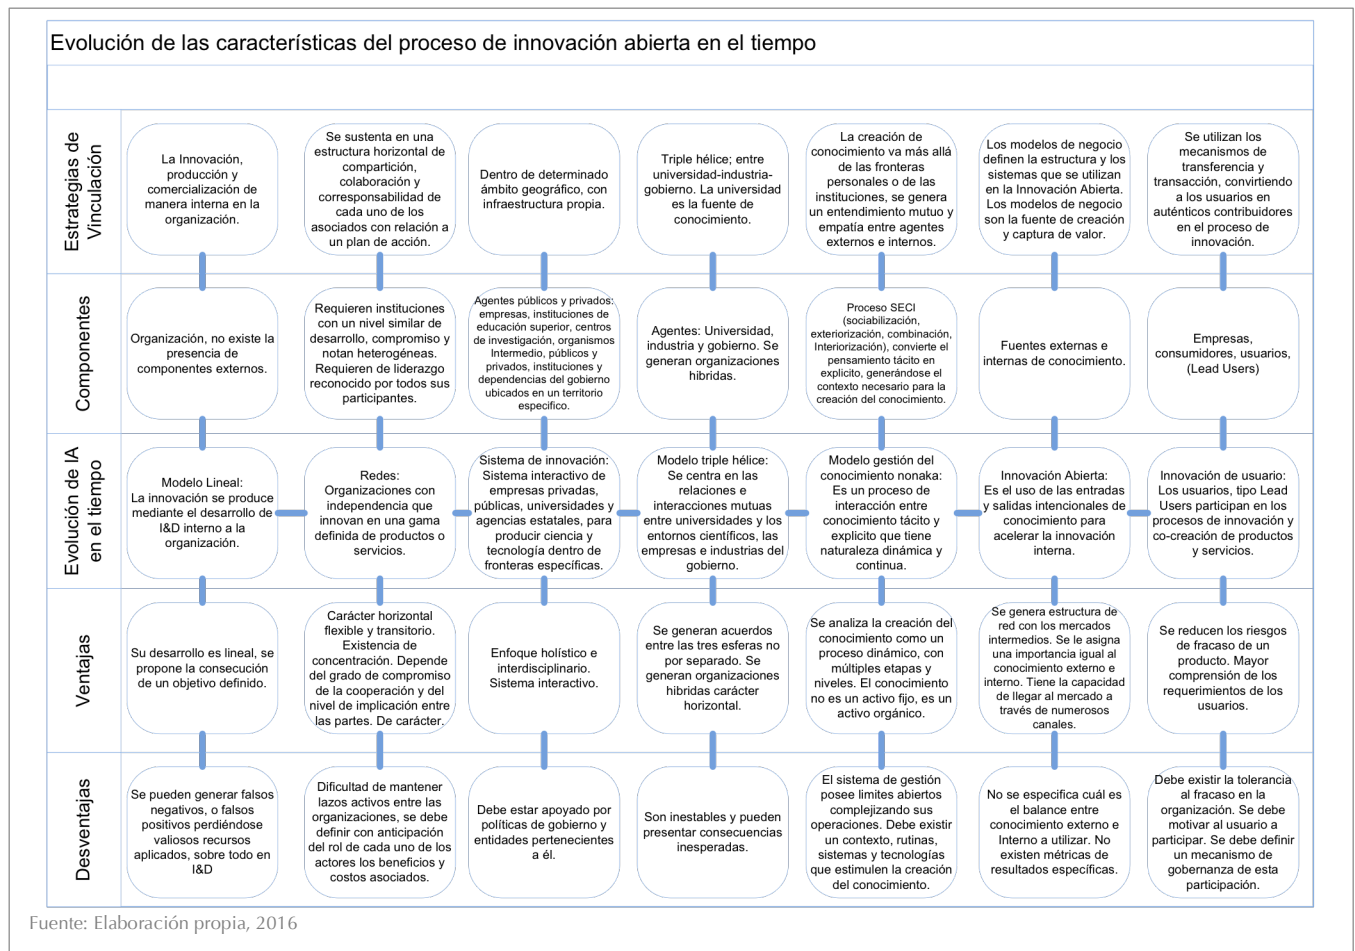 Evolución de las características del proceso de innovación abierta en el tiempo
Estrategias de
Vinculación
La Innovación,
producción y
comercialización de
manera interna en la
organización.
Se sustenta en una
estructura horizontal de
compartición,
colaboración y
corresponsabilidad de
cada uno de los
asociados con relación a
un plan de acción.
Dentro de determinado
ámbito geográfico, con
infraestructura propia.
Triple hélice; entre
universidad-industria-
gobierno. La universidad
es la fuente de
conocimiento.
La creación de
conocimiento va más allá
de las fronteras
personales o de las
instituciones, se genera
un entendimiento mutuo y
empatía entre agentes
externos e internos.
Los modelos de negocio
definen la estructura y los
sistemas que se utilizan
en la Innovación Abierta.
Los modelos de negocio
son la fuente de creación
y captura de valor.
Se utilizan los
mecanismos de
transferencia y
transacción, convirtiendo
a los usuarios en
auténticos contribuidores
en el proceso de
innovación.
Componentes
Organización, no existe la
presencia de
componentes externos.
Requieren instituciones
con un nivel similar de
desarrollo, compromiso y
notan heterogéneas.
Requieren de liderazgo
reconocido por todos sus
participantes.
Agentes públicos y privados:
empresas, instituciones de
educación superior, centros
de investigación, organismos
Intermedio, públicos y
privados, instituciones y
dependencias del gobierno
ubicados en un territorio
especifico.
Agentes: Universidad,
industria y gobierno. Se
generan organizaciones
hibridas.
Proceso SECI
(sociabilización,
exteriorización, combinación,
Interiorización), convierte el
pensamiento tácito en
explicito, generándose el
contexto necesario para la
creación del conocimiento.
Fuentes externas e
internas de conocimiento.
Empresas,
consumidores, usuarios,
(Lead Users)
Evolución de IA
en el tiempo
Modelo Lineal:
La innovación se produce
mediante el desarrollo de
I&D interno a la
organización.
Redes:
Organizaciones con
independencia que
innovan en una gama
definida de productos o
servicios.
Sistema de innovación:
Sistema interactivo de
empresas privadas,
públicas, universidades y
agencias estatales, para
producir ciencia y
tecnología dentro de
fronteras específicas.
Modelo triple hélice:
Se centra en las
relaciones e
interacciones mutuas
entre universidades y los
entornos científicos, las
empresas e industrias del
gobierno.
Modelo gestión del
conocimiento nonaka:
Es un proceso de
interacción entre
conocimiento tácito y
explicito que tiene
naturaleza dinámica y
continua.
Innovación Abierta:
Es el uso de las entradas
y salidas intencionales de
conocimiento para
acelerar la innovación
interna.
Innovación de usuario:
Los usuarios, tipo Lead
Users participan en los
procesos de innovación y
co-creación de productos
y servicios.
Ventajas
Su desarrollo es lineal, se
propone la consecución
de un objetivo definido.
Carácter horizontal
flexible y transitorio.
Existencia de
concentración. Depende
del grado de compromiso
de la cooperación y del
nivel de implicación entre
las partes. De carácter.
Enfoque holístico e
interdisciplinario.
Sistema interactivo.
Se generan acuerdos
entre las tres esferas no
por separado. Se
generan organizaciones
hibridas carácter
horizontal.
Se analiza la creación del
conocimiento como un
proceso dinámico, con
múltiples etapas y
niveles. El conocimiento
no es un activo fijo, es un
activo orgánico.
Se genera estructura de
red con los mercados
intermedios. Se le asigna
una importancia igual al
conocimiento externo e
interno. Tiene la capacidad
de llegar al mercado a
través de numerosos
canales.
Se reducen los riesgos
de fracaso de un
producto. Mayor
comprensión de los
requerimientos de los
usuarios.
Desventajas
Se pueden generar falsos
negativos, o falsos
positivos perdiéndose
valiosos recursos
aplicados, sobre todo en
I&D
Dificultad de mantener
lazos activos entre las
organizaciones, se debe
definir con anticipación
del rol de cada uno de los
actores los beneficios y
costos asociados.
Debe estar apoyado por
políticas de gobierno y
entidades pertenecientes
a él.
Son inestables y pueden
presentar consecuencias
inesperadas.
El sistema de gestión
posee limites abiertos
complejizando sus
operaciones. Debe existir
un contexto, rutinas,
sistemas y tecnologías
que estimulen la creación
del conocimiento.
No se especifica cuál es
el balance entre
conocimiento externo e
Interno a utilizar. No
existen métricas de
resultados específicas.
Debe existir la tolerancia
al fracaso en la
organización. Se debe
motivar al usuario a
participar. Se debe definir
un mecanismo de
gobernanza de esta
participación.
Fuente: Elaboración propia, 2016